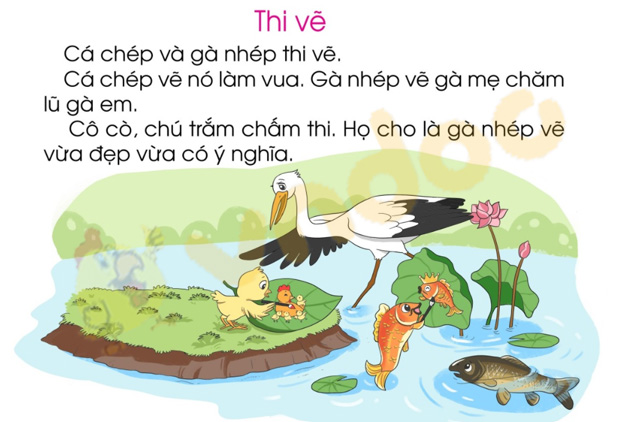 Thi vẽ
Cá chép và gà nhép thi vẽ.
Cá chép vẽ nó làm vua. Gà nhép vẽ gà mẹ chăm
lũ gà em.
Cô cò, chú trắm chấm thi. Họ cho là gà nhép vẽ
vừa đẹp vừa có ý nghĩa.
vndoc